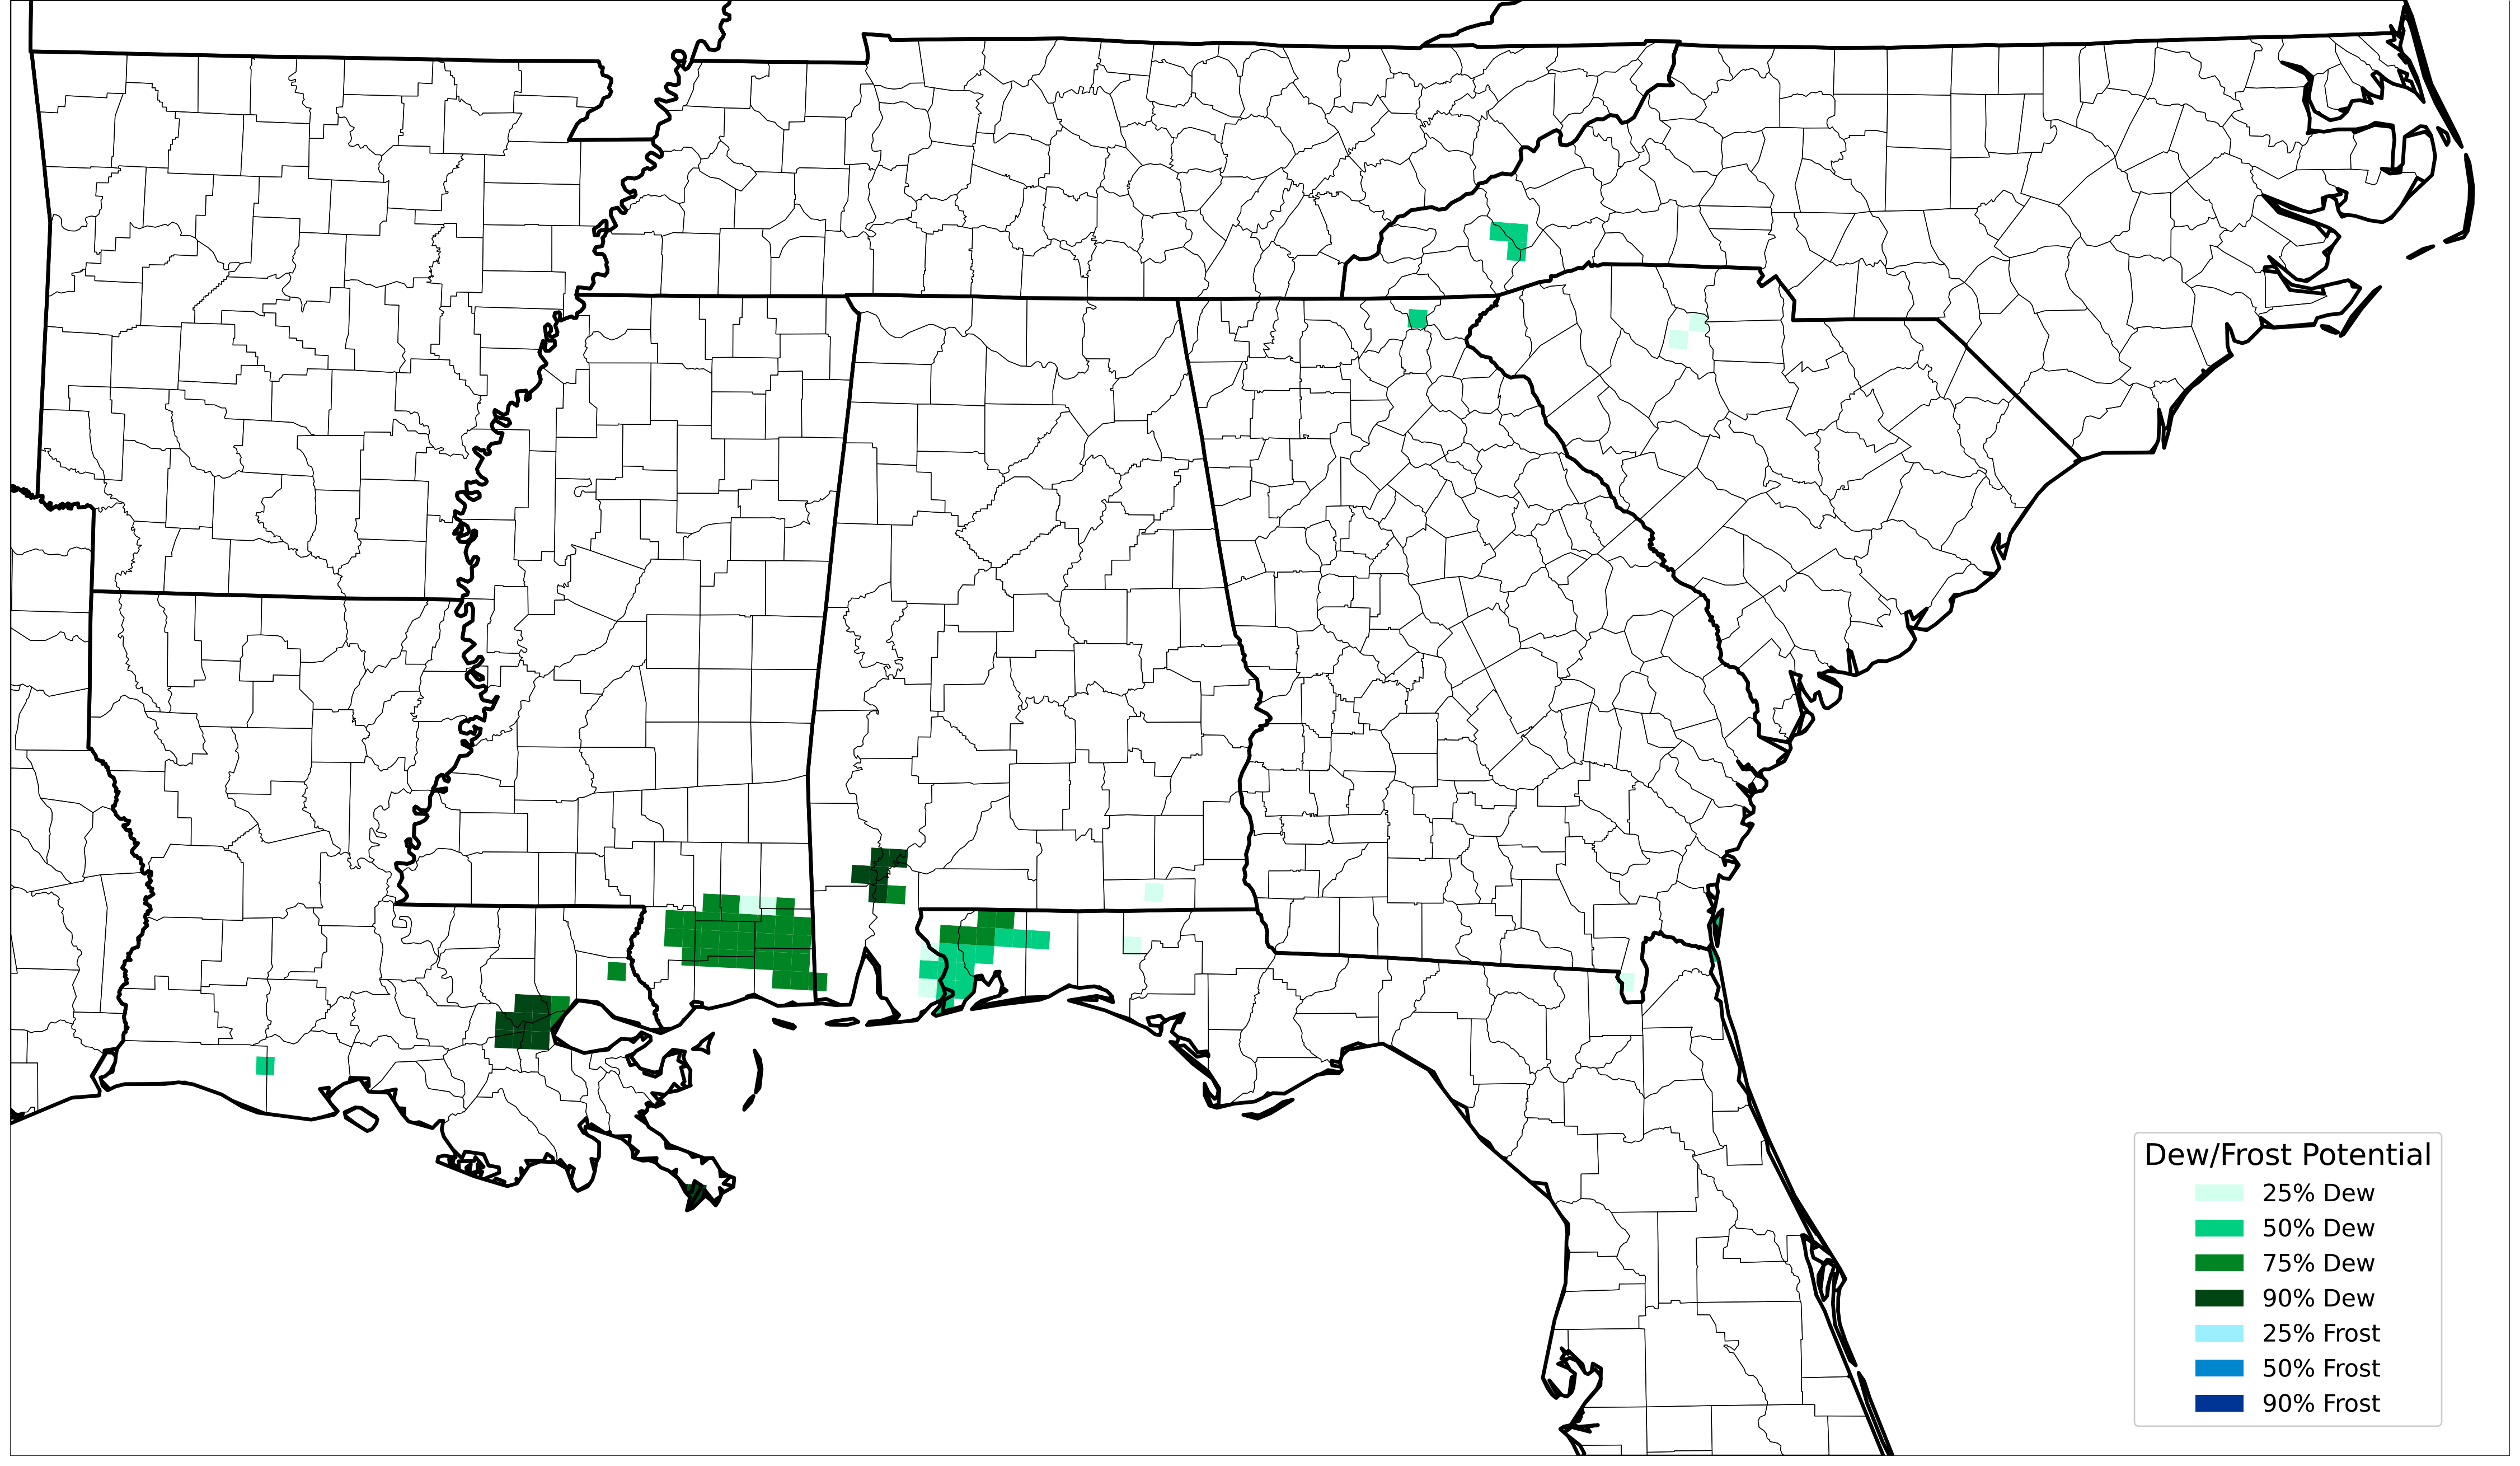 Dew/Frost Potential
25% Dew
50% Dew
75% Dew
90% Dew
25% Frost
50% Frost
90% Frost